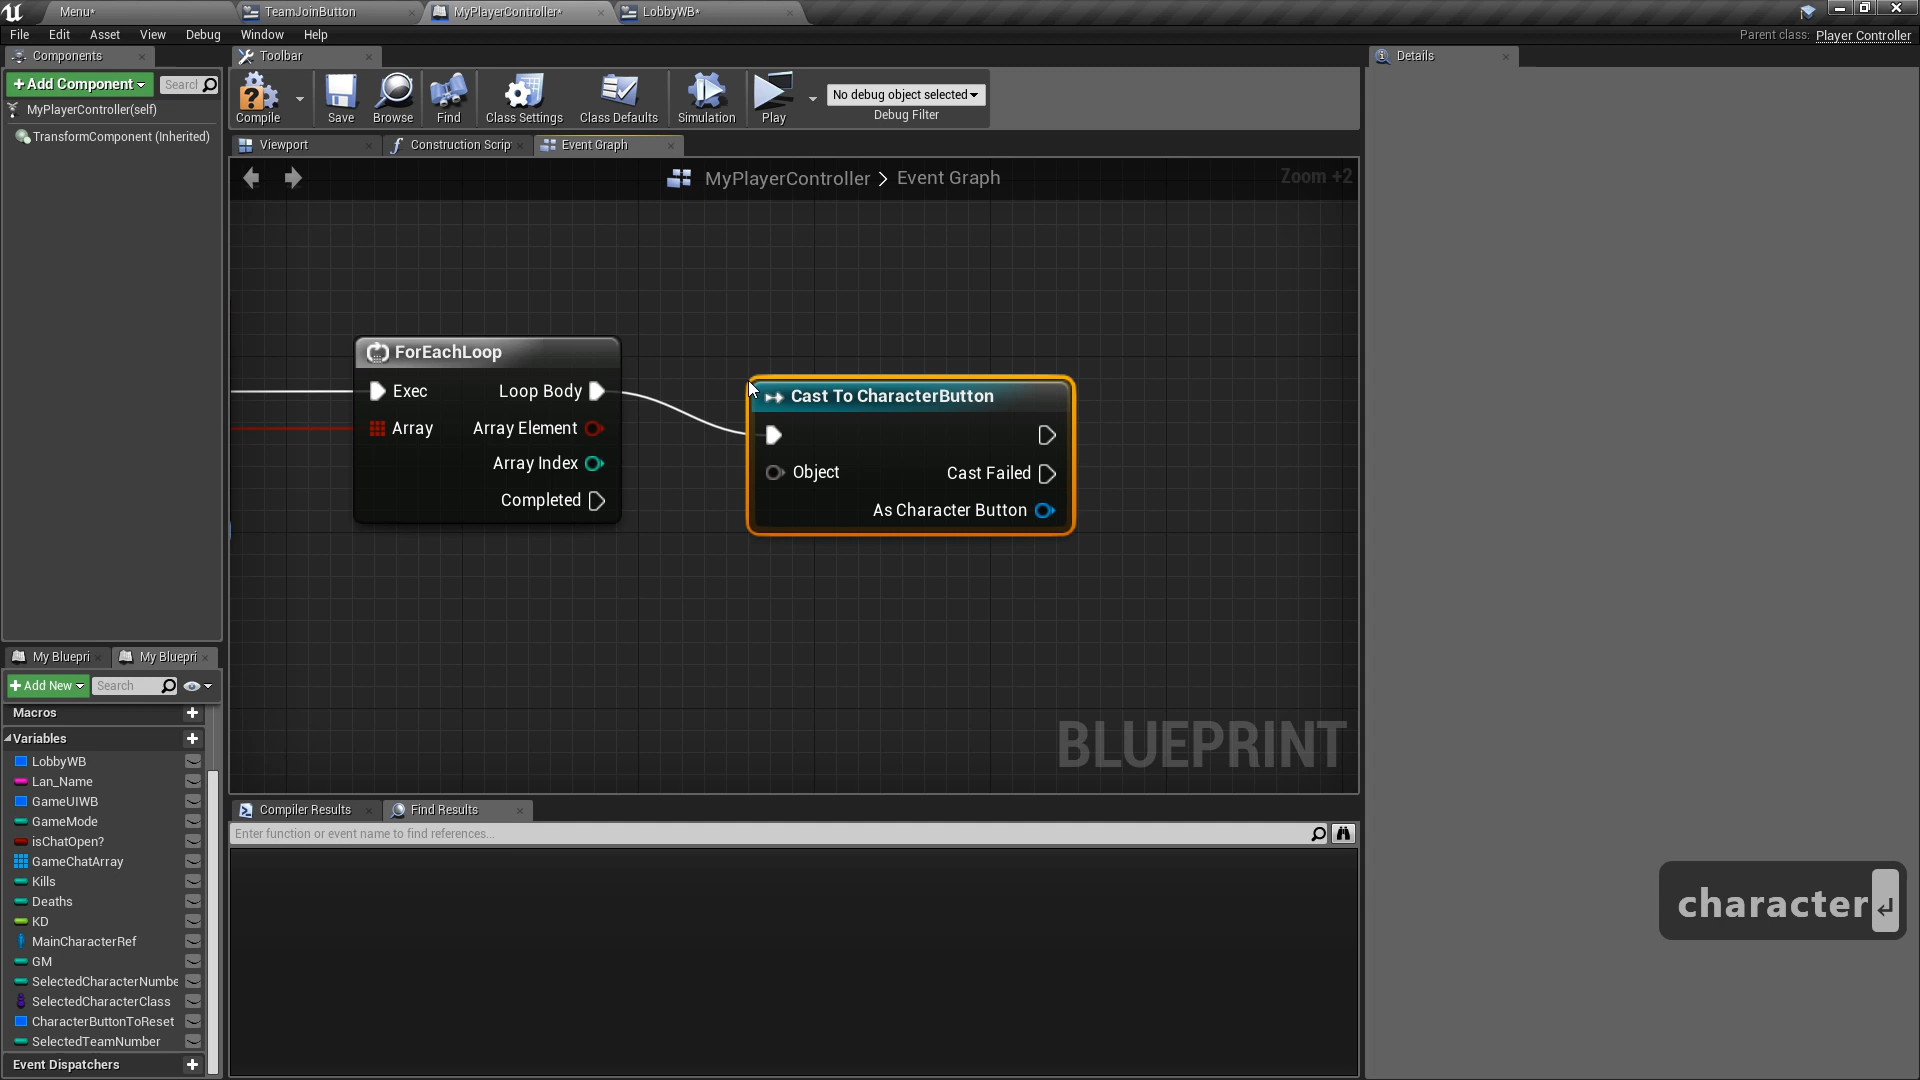 Menu*
TeamJoinButton
MyPlayerController*
LobbyWB*
File Edit Asset View Debug Window Help
Parent class: Player Controller
Components
Toolbar
Details
+Add Component
Search
MyPlayerController(self)
TransformComponent (Inherited)
Compile
Save
Browse
Find
Class Settings
Class Defaults
Simulation
Play
No debug object selected
Debug Filter
Viewport
Construction Scrip
Event Graph
MyPlayerController > Event Graph
Zoom +2
ForEachLoop
Exec
Loop Body
Array
Array Element
Array Index
Completed
Cast To CharacterButton
Object
Cast Failed
As Character Button
BLUEPRINT
My Bluepri
My Bluepri
+Add New
Search
Macros
Variables
LobbyWB
Lan_Name
GameUIWB
GameMode
isChatOpen?
GameChatArray
Kills
Deaths
KD
MainCharacterRef
GM
SelectedCharacterNumbe
SelectedCharacterClass
CharacterButtonToReset
SelectedTeamNumber
Event Dispatchers
Compiler Results
Find Results
Enter function or event name to find references...
character